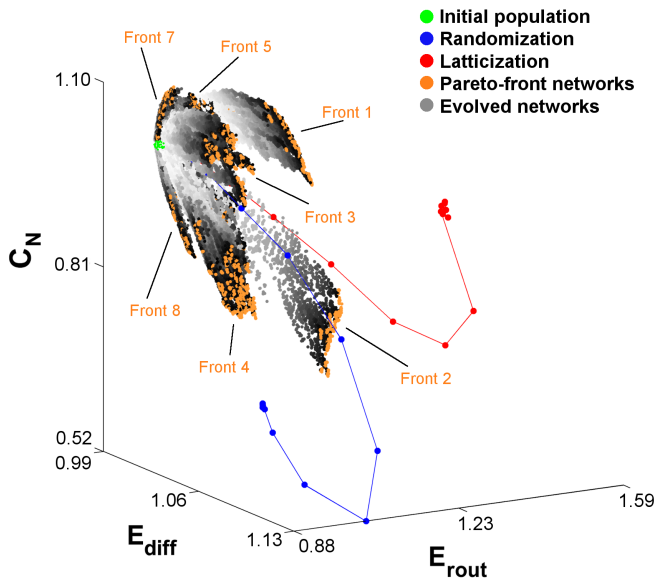 Initial population
Randomization
Latticization
Pareto-front networks
Evolved networks
Front 7
Front 5
Front 1
Front 3
Front 8
Front 4
Front 2
1.10
0.81
0.52
C_N
0.99
1.06
1.13
E_diff
0.88
1.23
1.59
E_rout